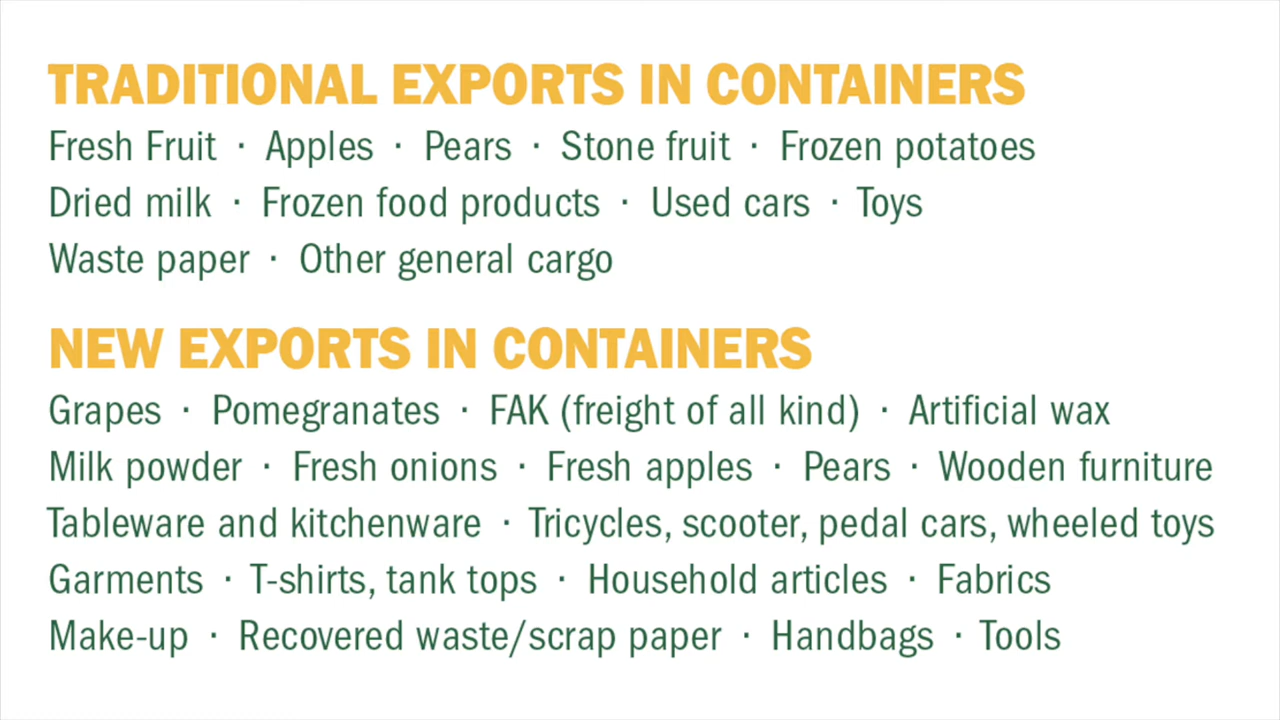 TRADITIONAL EXPORTS IN CONTAINERS
Fresh Fruit · Apples · Pears · Stone fruit · Frozen potatoes
Dried milk · Frozen food products · Used cars · Toys
Waste paper · Other general cargo
NEW EXPORTS IN CONTAINERS
Grapes · Pomegranates · FAK (freight of all kind) · Artificial wax
Milk powder · Fresh onions · Fresh apples · Pears · Wooden furniture
Tableware and kitchenware · Tricycles, scooter, pedal cars, wheeled toys
Garments · T-shirts, tank tops · Household articles · Fabrics
Make-up · Recovered waste/scrap paper · Handbags · Tools